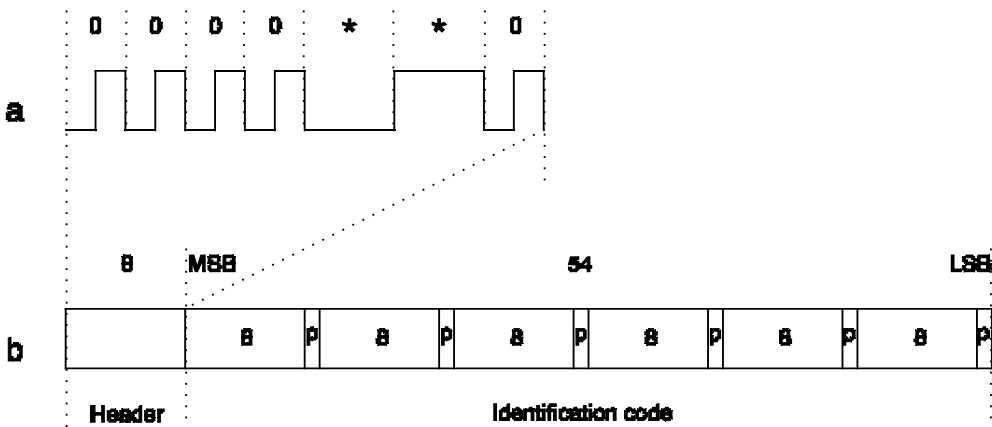 0 0 0 0 * * 0
a
8 MSB 54 LSB
b 8 p 8 p 8 p 8 p 8 p 8 p
Header Identification code